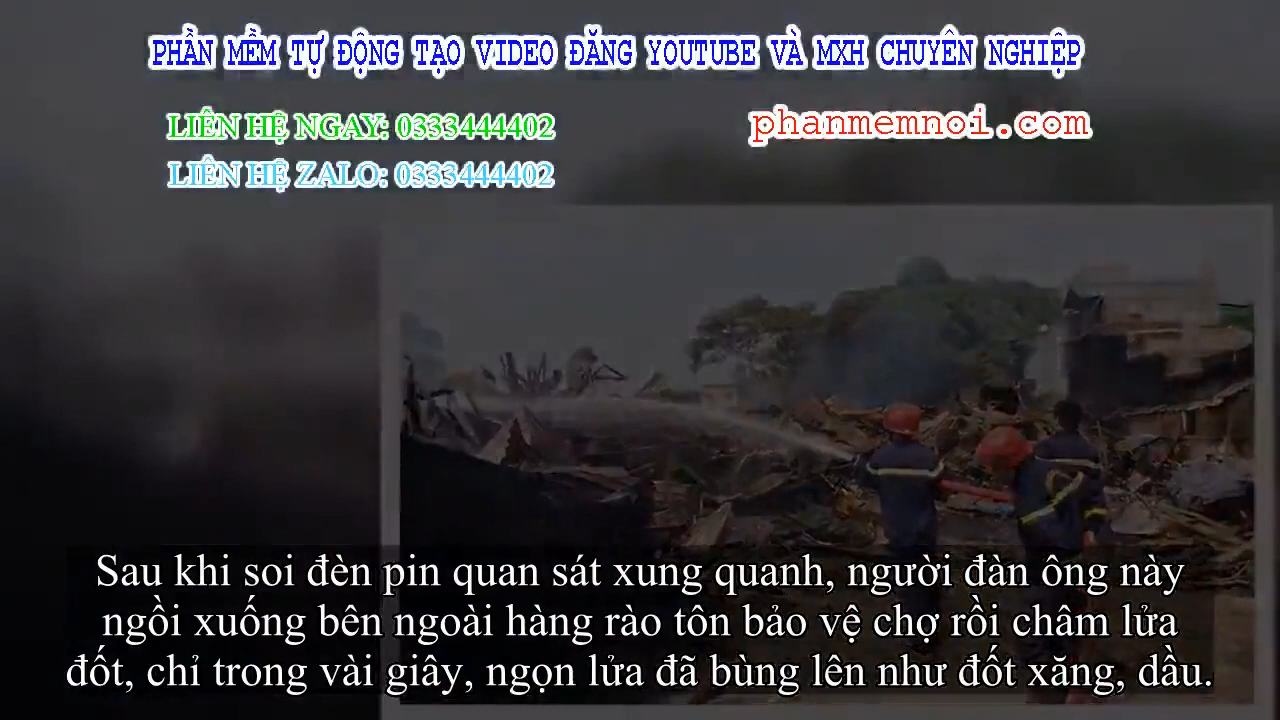 PHẦN MỀM TỰ ĐỘNG TẠO VIDEO ĐĂNG YOUTUBE VÀ MXH CHUYÊN NGHIỆP
LIÊN HỆ NGAY: 0333444402
phanmemnoi.com
LIÊN HỆ ZALO: 0333444402
Sau khi soi đèn pin quan sát xung quanh, người đàn ông này
ngồi xuống bên ngoài hàng rào tôn bảo vệ chợ rồi châm lửa
đốt, chỉ trong vài giây, ngọn lửa đã bùng lên như đốt xăng, dầu.